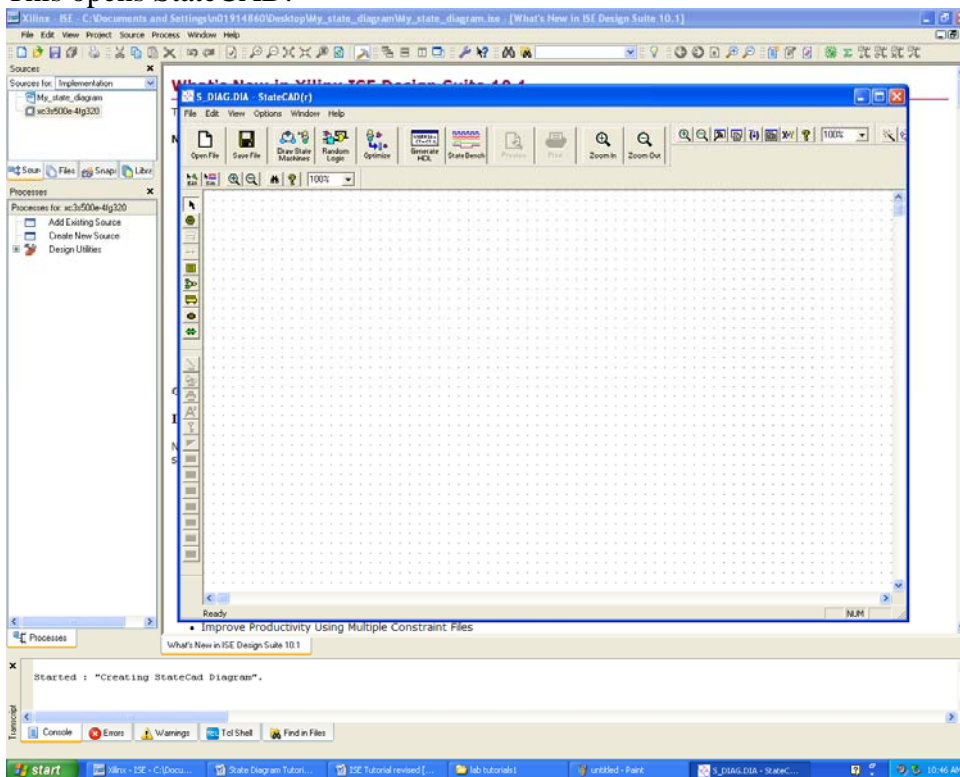 This opens StateCAD.
Xilinx - ISE - C:\Documents and Settings\u01914860\Desktop\My_state_diagram\My_state_diagram.ise - [What's New in ISE Design Suite 10.1]
File Edit View Project Source Process Window Help
Sources
Sources for: Implementation
My_state_diagram
xc3s500e-4fg320
Sour Files Snap Libra
Processes
Processes for: xc3s500e-4fg320
Add Existing Source
Create New Source
Design Utilities
Processes
What's New in Xilinx ISE Design Suite 10.1
S_DIAG.DIA - StateCAD(r)
File Edit View Options Window Help
Open File Save File Draw State Machines Random Logic Optimize Generate HDL State Bench Preview Print Zoom In Zoom Out 100%
100%
Ready NUM
• Improve Productivity Using Multiple Constraint Files
What's New in ISE Design Suite 10.1
Started : "Creating StateCad Diagram".
Transcript
Console Errors Warnings Tcl Shell Find in Files
start Xilinx - ISE - C:\Docu... State Diagram Tutori... ISE Tutorial revised [... lab tutorials1 untitled - Paint S_DIAG.DIA - StateC... 10:46 AM